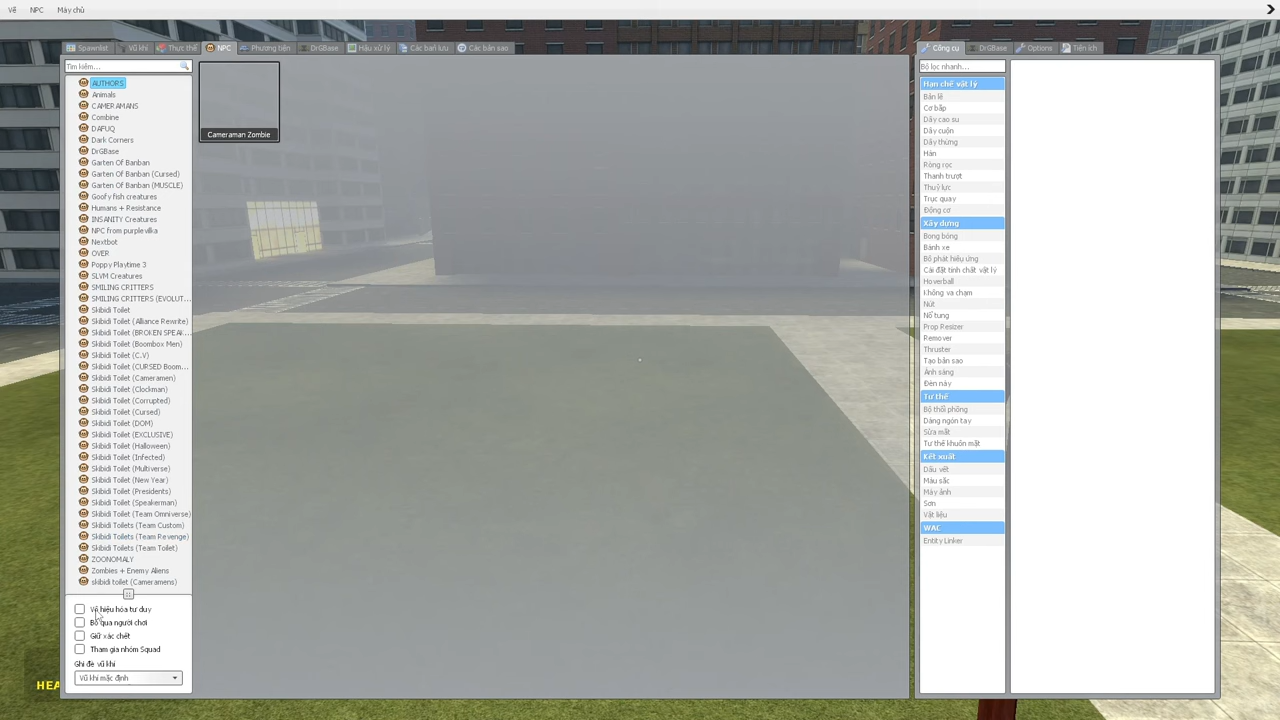 Vẽ
NPC
Máy chủ
Spawnlist
Vũ khí
Thực thể
NPC
Phương tiện
DrGBase
Hậu xử lý
Các bản lưu
Các bản sao
Công cụ
DrGBase
Options
Tiện ích
Tìm kiếm...
AUTHORS
Animals
CAMERAMANS
Combine
DAFUQ
Dark Corners
DrGBase
Garten Of Banban
Garten Of Banban (Cursed)
Garten Of Banban (MUSCLE)
Goofy fish creatures
Humans + Resistance
INSANITY Creatures
NPC from purplevilka
Nextbot
OVER
Poppy Playtime 3
SLVM Creatures
SMILING CRITTERS
SMILING CRITTERS (EVOLUT...
Skibidi Toilet
Skibidi Toilet (Alliance Rewrite)
Skibidi Toilet (BROKEN SPEAK...
Skibidi Toilet (Boombox Men)
Skibidi Toilet (C.V)
Skibidi Toilet (CURSED Boom...
Skibidi Toilet (Cameramen)
Skibidi Toilet (Clockman)
Skibidi Toilet (Corrupted)
Skibidi Toilet (Cursed)
Skibidi Toilet (DOM)
Skibidi Toilet (EXCLUSIVE)
Skibidi Toilet (Halloween)
Skibidi Toilet (Infected)
Skibidi Toilet (Multiverse)
Skibidi Toilet (New Year)
Skibidi Toilet (Presidents)
Skibidi Toilet (Speakerman)
Skibidi Toilet (Team Omniverse)
Skibidi Toilets (Team Custom)
Skibidi Toilets (Team Revenge)
Skibidi Toilets (Team Toilet)
ZOONOMALY
Zombies + Enemy Aliens
skibidi toilet (Cameramens)
Vô hiệu hóa tư duy
Bỏ qua người chơi
Giữ xác chết
Tham gia nhóm Squad
Ghi đè vũ khí
Vũ khí mặc định
HEA
Cameraman Zombie
Bộ lọc nhanh...
Hạn chế vật lý
Bản lề
Cơ bắp
Dây cao su
Dây cuộn
Dây thừng
Hàn
Ròng rọc
Thanh trượt
Thuỷ lực
Trục quay
Động cơ
Xây dựng
Bong bóng
Bánh xe
Bộ phát hiệu ứng
Cài đặt tính chất vật lý
Hoverball
Không va chạm
Nút
Nổ tung
Prop Resizer
Remover
Thruster
Tạo bản sao
Ánh sáng
Đèn này
Tư thế
Bộ thổi phồng
Dáng ngón tay
Sửa mắt
Tư thế khuôn mặt
Kết xuất
Dấu vết
Màu sắc
Máy ảnh
Sơn
Vật liệu
WAC
Entity Linker